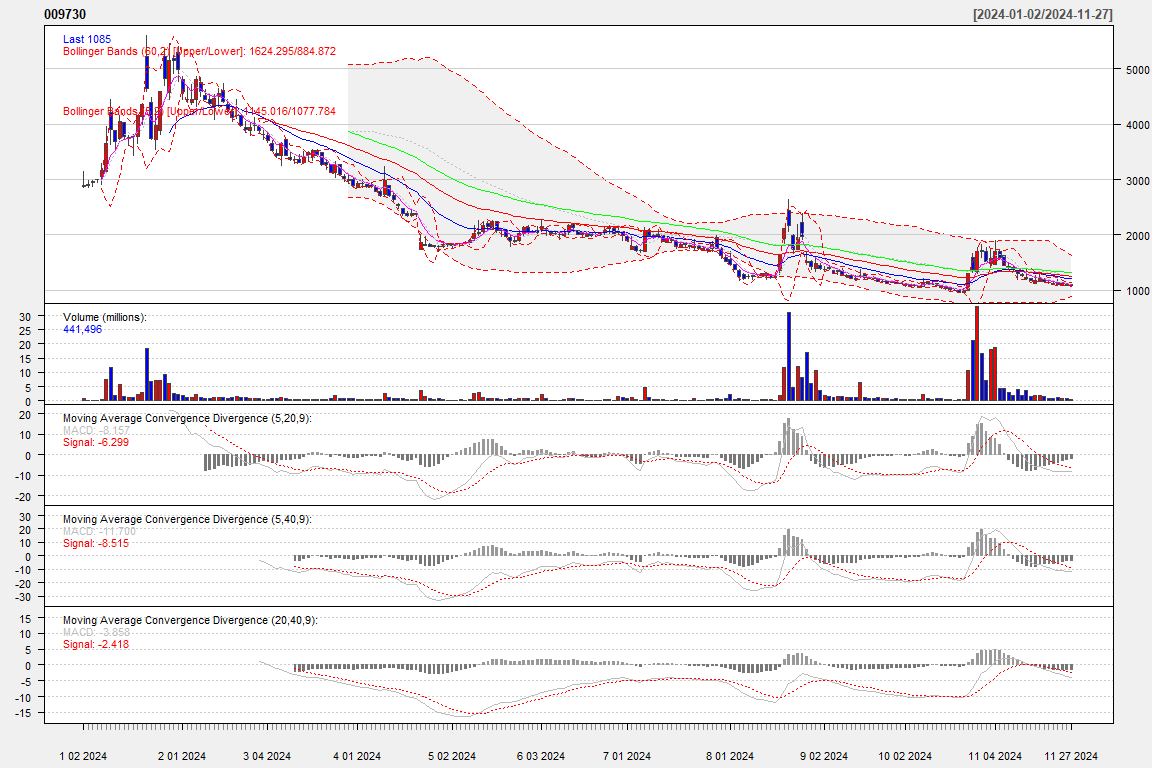 009730 [2024-01-02/2024-11-27]
Last 1085
Bollinger Bands (60,2) [Upper/Lower]: 1624.295/884.872
Bollinger Bands [Upper/Lower]: 1145.016/1077.784
5000
4000
3000
2000
1000
Volume (millions):
441,496
30
25
20
15
10
5
0
Moving Average Convergence Divergence (5,20,9):
MACD: -8.157
Signal: -6.299
20
10
0
-10
-20
Moving Average Convergence Divergence (5,40,9):
MACD: -11.700
Signal: -8.515
30
20
10
0
-10
-20
-30
Moving Average Convergence Divergence (20,40,9):
MACD: -3.858
Signal: -2.418
15
10
5
0
-5
-10
-15
1 02 2024 2 01 2024 3 04 2024 4 01 2024 5 02 2024 6 03 2024 7 01 2024 8 01 2024 9 02 2024 10 02 2024 11 04 2024 11 27 2024